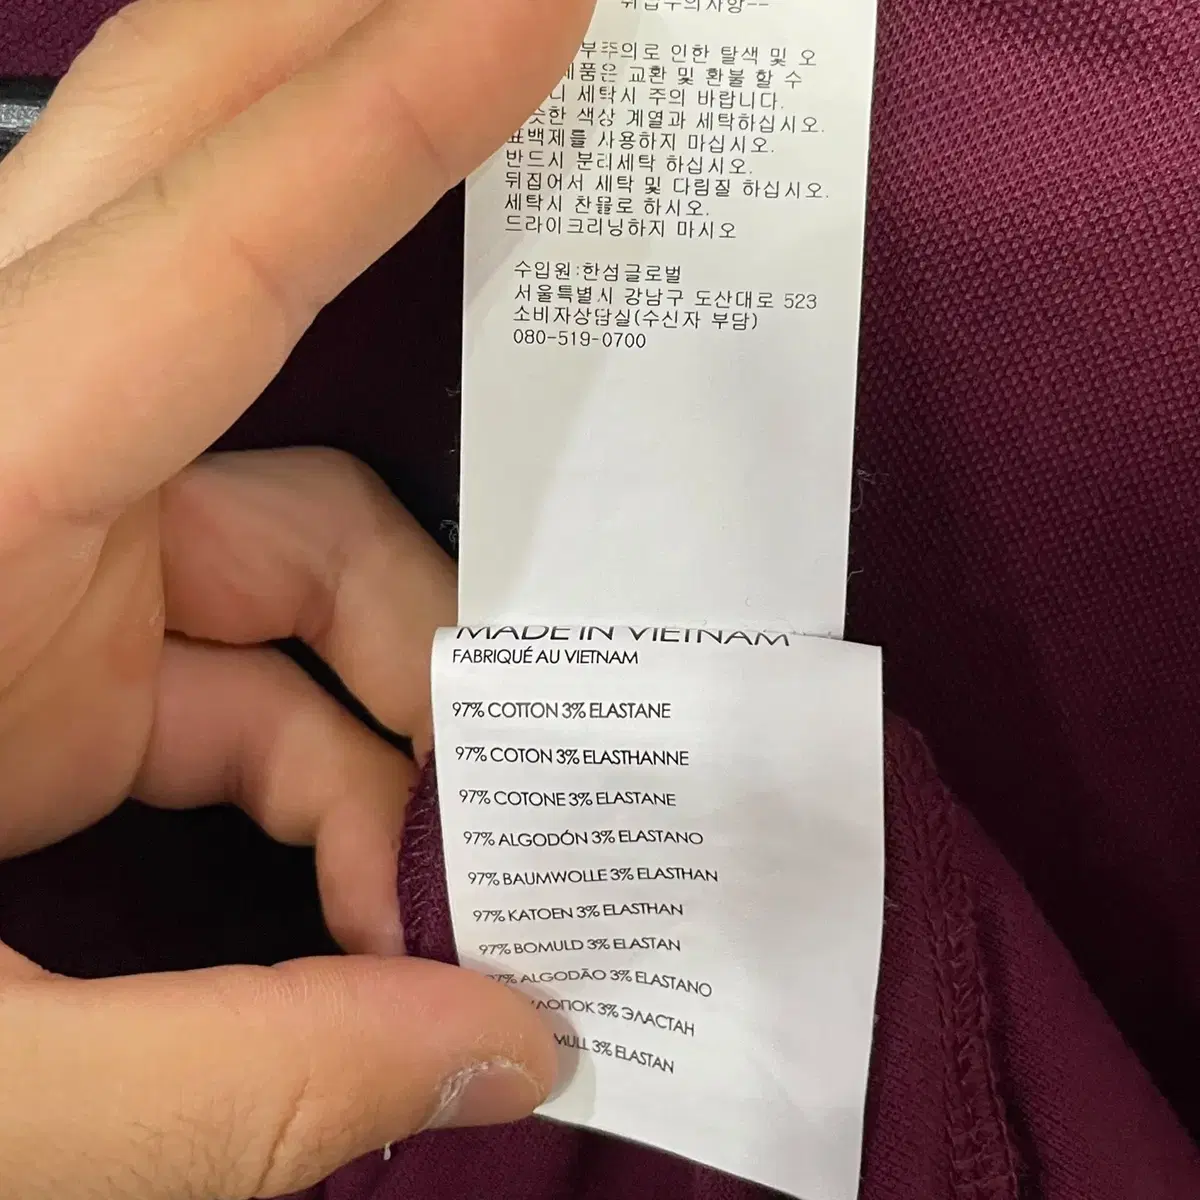 취급주의사항--
부주의로 인한 탈색 및 오
제품은 교환 및 환불 할 수
니 세탁시 주의 바랍니다.
비슷한 색상 계열과 세탁하십시오.
표백제를 사용하지 마십시오.
반드시 분리세탁 하십시오.
뒤집어서 세탁 및 다림질 하십시오.
세탁시 찬물로 하시오.
드라이크리닝하지 마시오
수입원:한섬글로벌
서울특별시 강남구 도산대로 523
소비자상담실(수신자 부담)
080-519-0700
MADE IN VIETNAM
FABRIQUÉ AU VIETNAM
97% COTTON 3% ELASTANE
97% COTON 3% ELASTHANNE
97% COTONE 3% ELASTANE
97% ALGODÓN 3% ELASTANO
97% BAUMWOLLE 3% ELASTHAN
97% KATOEN 3% ELASTHAN
97% BOMULD 3% ELASTAN
97% ALGODÃO 3% ELASTANO
ЛОПОК 3% ЭЛАСТАН
MULL 3% ELASTAN